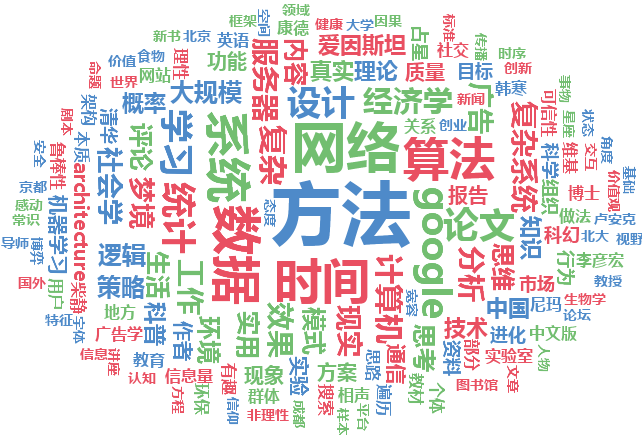 框架
领域
新书
北京
英语
空间
康德
健康
大学
因果
标准
传播
爱因斯坦
占星
社交
时序
价值
食物
理性
功能
服务器
内容
真实
理论
质量
目标
创新
命题
世界
网站
大规模
设计
经济学
广告
新闻
韩寒
事物
架构
概率
复杂
关系
创业
复杂系统
可信性
星座
状态
剧本
清华
评论
学习
系统
网络
算法
科学
维基
交互
角度
安全
本质
社会学
组织
价值观
基础
鲁棒性
梦境
统计
数据
方法
google
报告
博士
京都
architecture
态度
论文
知识
做法
卢安克
感动
常识
机器学习
科幻
北大
视野
导师
博弈
紫静
逻辑
思维
行为
李彦宏
国外
用户
策略
生活
工作
时间
计算机
分析
市场
教授
特征
字体
地方
科普
实用
效果
模式
现实
宽容
思考
中国
尼玛
生物学
论坛
广告学
作者
环境
通信
技术
进化
中文版
信息
讲座
教育
现象
实验
方案
思路
资料
部分
实验室
人物
认知
信息量
有趣
群体
搜索
相声
遍历
教材
个体
图书馆
文章
方程
环保
信仰
非理性
成都
样本
平台